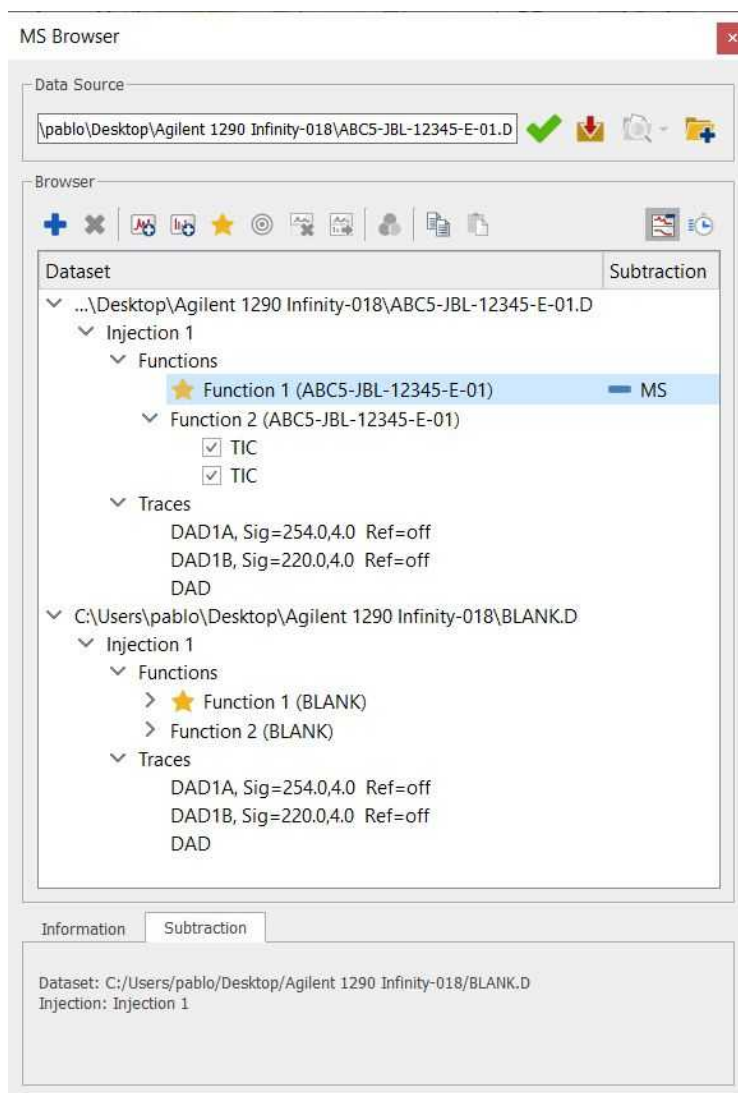 MS Browser
Data Source
\pablo\Desktop\Agilent 1290 Infinity-018\ABC5-JBL-12345-E-01.D
Browser
Dataset Subtraction
...\Desktop\Agilent 1290 Infinity-018\ABC5-JBL-12345-E-01.D
Injection 1
Functions
Function 1 (ABC5-JBL-12345-E-01) MS
Function 2 (ABC5-JBL-12345-E-01)
TIC
TIC
Traces
DAD1A, Sig=254.0,4.0 Ref=off
DAD1B, Sig=220.0,4.0 Ref=off
DAD
C:\Users\pablo\Desktop\Agilent 1290 Infinity-018\BLANK.D
Injection 1
Functions
Function 1 (BLANK)
Function 2 (BLANK)
Traces
DAD1A, Sig=254.0,4.0 Ref=off
DAD1B, Sig=220.0,4.0 Ref=off
DAD
Information Subtraction
Dataset: C:/Users/pablo/Desktop/Agilent 1290 Infinity-018/BLANK.D
Injection: Injection 1